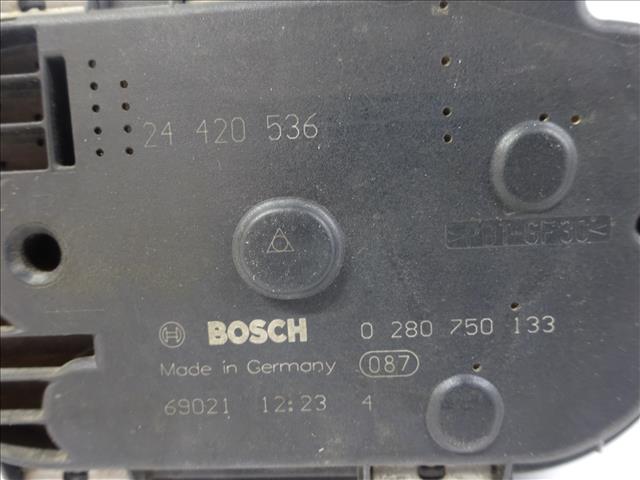 24 420 536
>PBT-GF30<
BOSCH 0 280 750 133
Made in Germany 087
69021 12:23 4